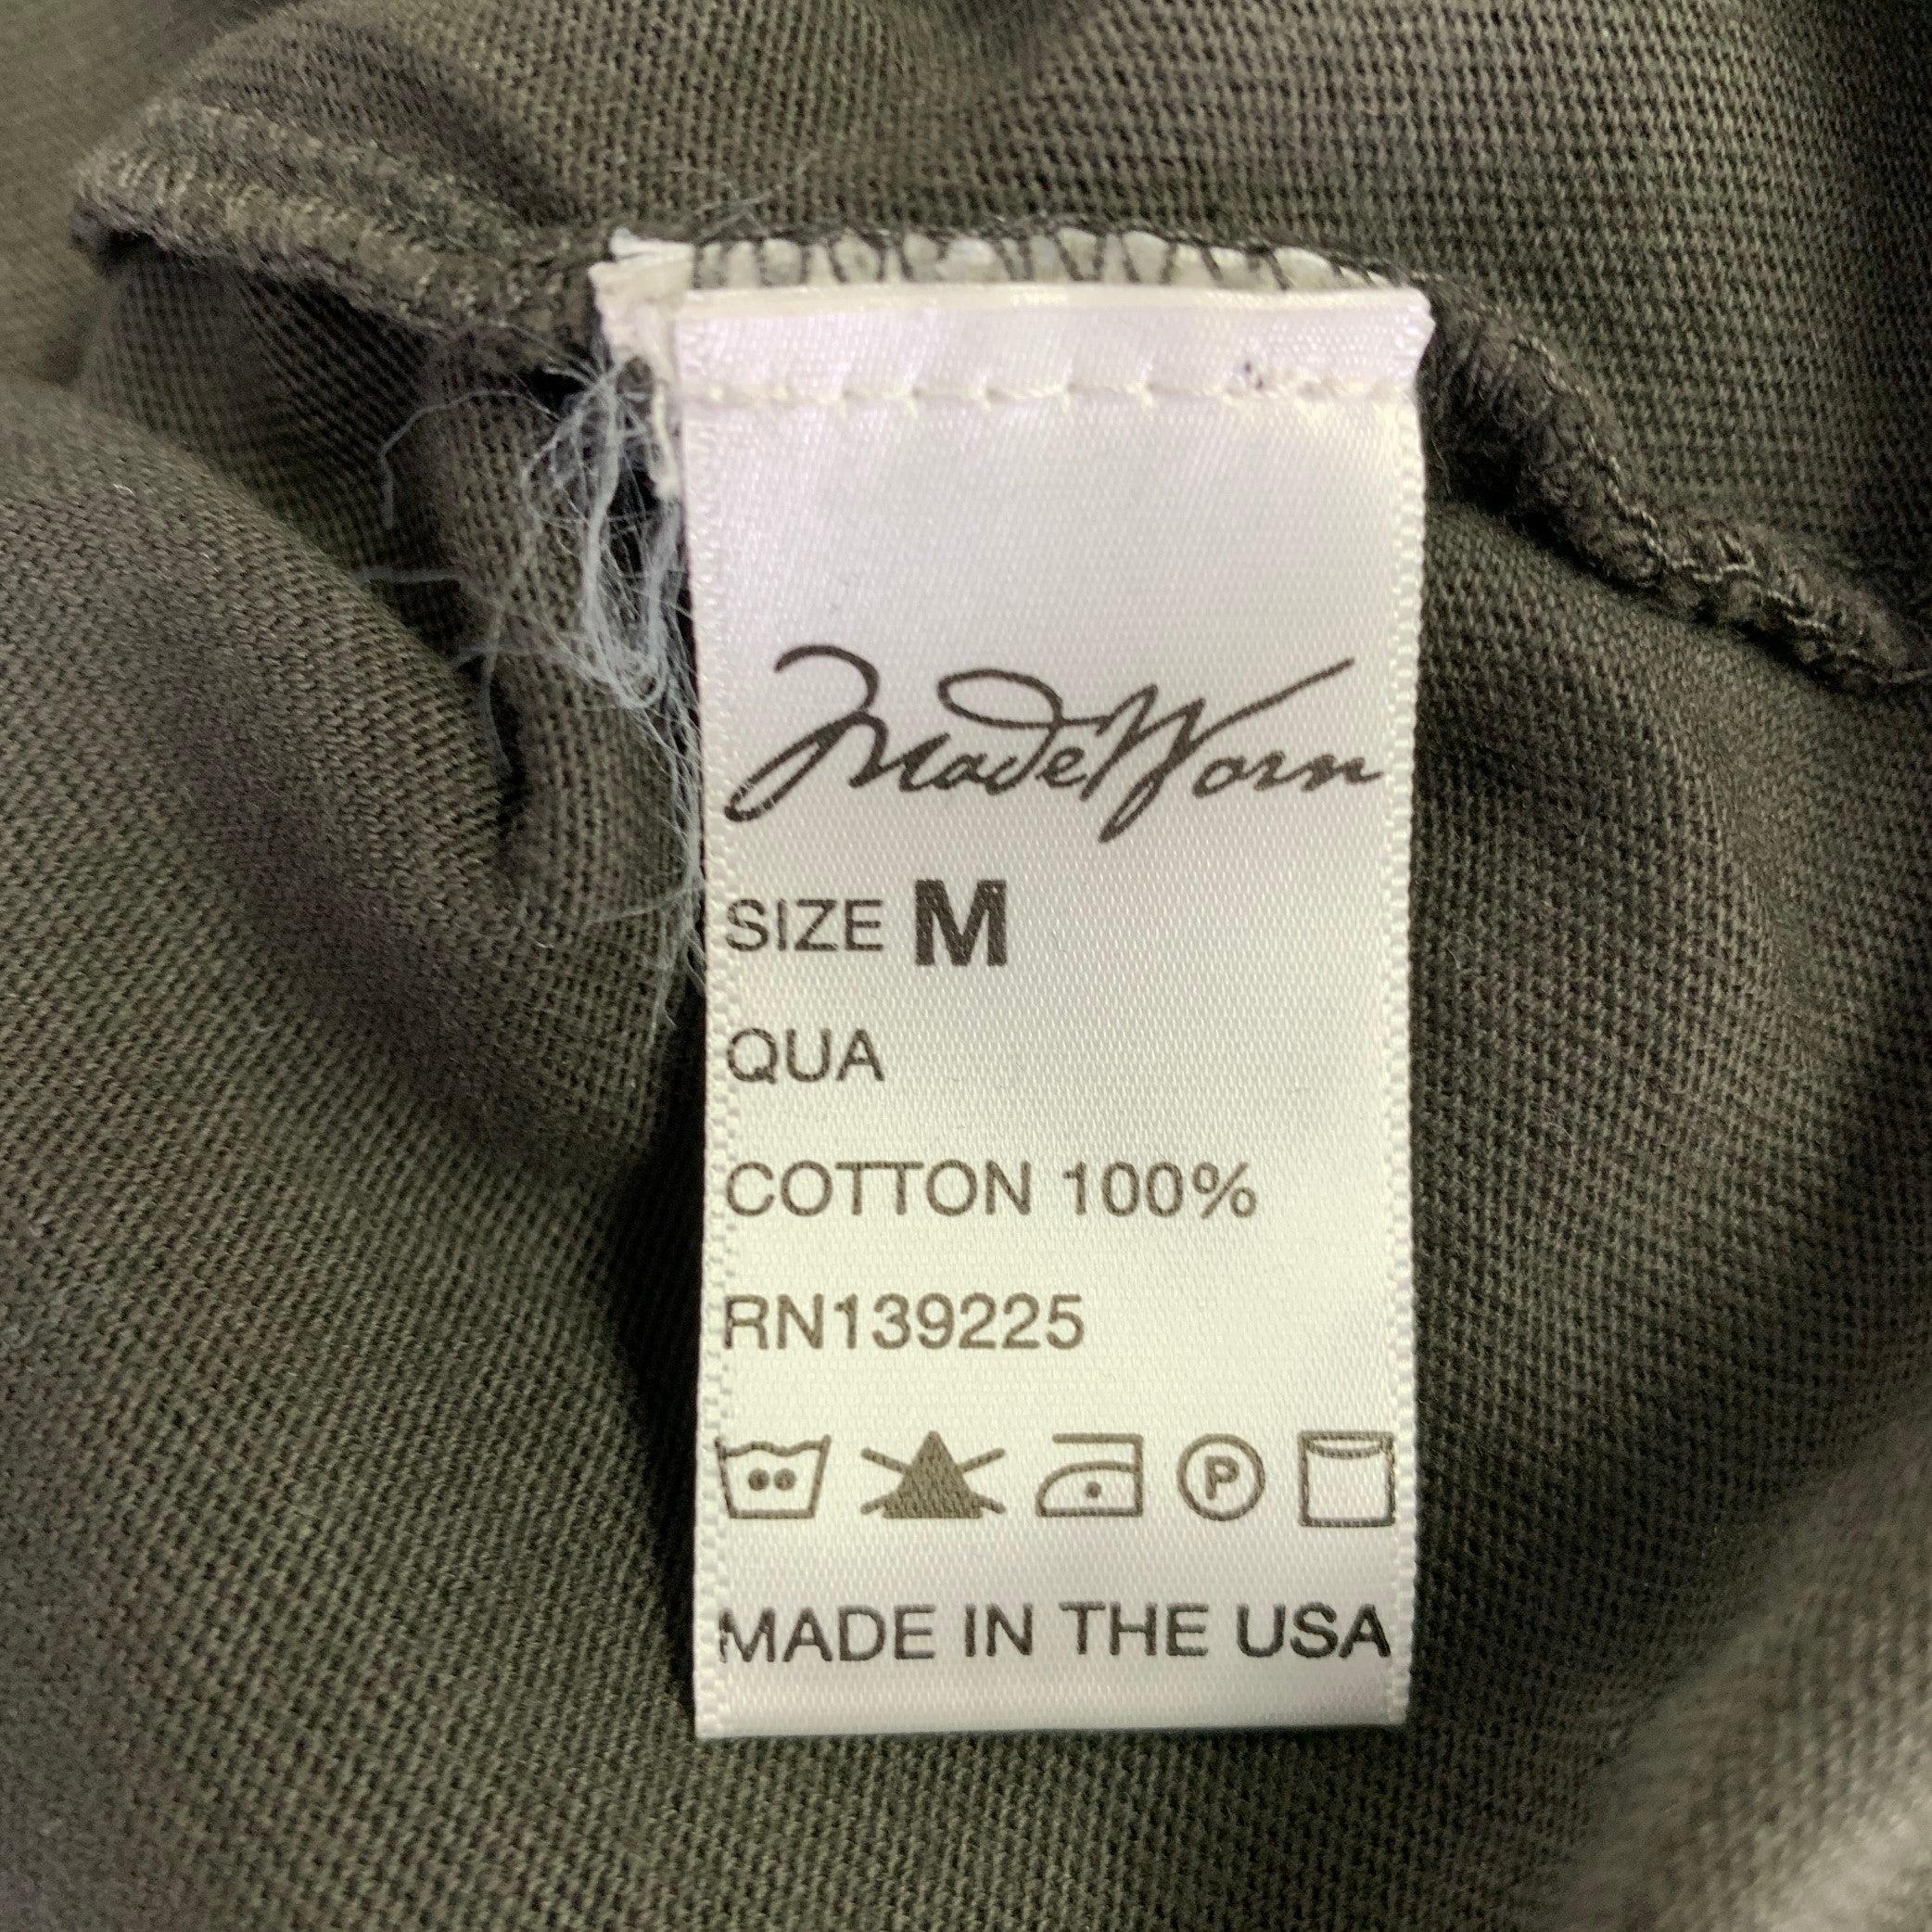 MadeWorn
SIZE M
QUA
COTTON 100%
RN139225
P
MADE IN THE USA